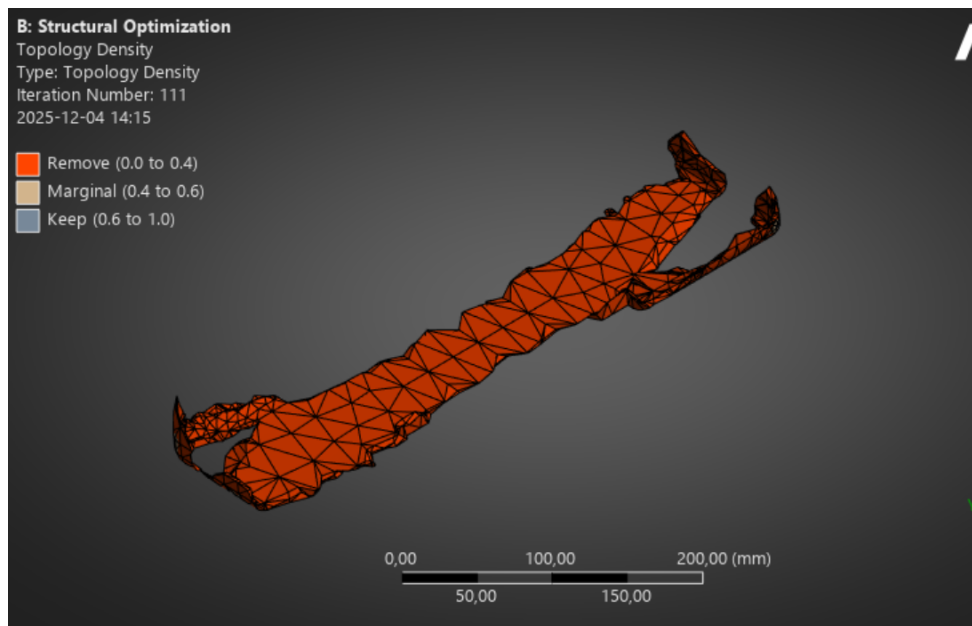 B: Structural Optimization
Topology Density
Type: Topology Density
Iteration Number: 111
2025-12-04 14:15
Remove (0.0 to 0.4)
Marginal (0.4 to 0.6)
Keep (0.6 to 1.0)
0,00 100,00 200,00 (mm)
50,00 150,00